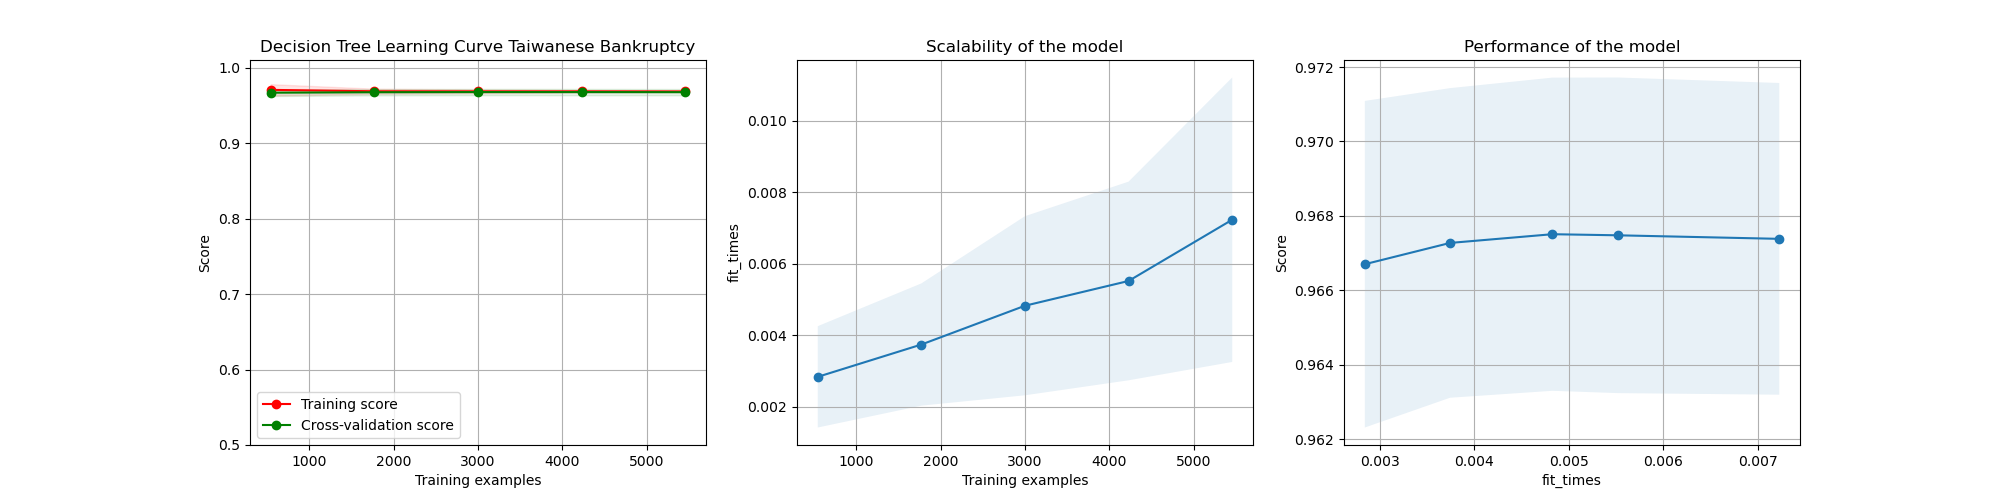 Decision Tree Learning Curve Taiwanese Bankruptcy
1.0
0.9
0.8
0.7
0.6
0.5
Score
Training score
Cross-validation score
1000 2000 3000 4000 5000
Training examples
Scalability of the model
0.010
0.008
0.006
0.004
0.002
fit_times
1000 2000 3000 4000 5000
Training examples
Performance of the model
0.972
0.970
0.968
0.966
0.964
0.962
Score
0.003 0.004 0.005 0.006 0.007
fit_times